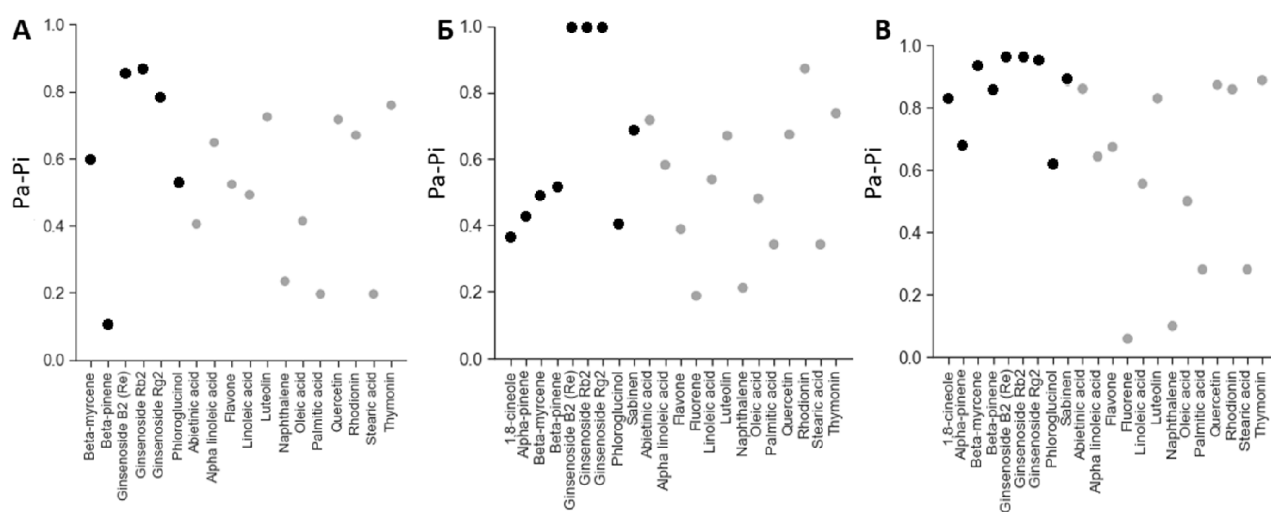 А
Pa-Pi
1.0
0.8
0.6
0.4
0.2
0.0
Beta-myrcene
Beta-pinene
Ginsenoside B2 (Re)
Ginsenoside Rb2
Ginsenoside Rg2
Phloroglucinol
Abietinic acid
Alpha linoleic acid
Flavone
Linoleic acid
Luteolin
Naphthalene
Oleic acid
Palmitic acid
Quercetin
Rhodionin
Stearic acid
Thymonin
Б
Pa-Pi
1.0
0.8
0.6
0.4
0.2
0.0
1,8-cineole
Alpha-pinene
Beta-myrcene
Beta-pinene
Ginsenoside B2 (Re)
Ginsenoside Rb2
Ginsenoside Rg2
Phloroglucinol
Sabinen
Abietinic acid
Alpha linoleic acid
Flavone
Fluorene
Linoleic acid
Luteolin
Naphthalene
Oleic acid
Palmitic acid
Quercetin
Rhodionin
Stearic acid
Thymonin
В
Pa-Pi
1.0
0.8
0.6
0.4
0.2
0.0
1,8-cineole
Alpha-pinene
Beta-myrcene
Beta-pinene
Ginsenoside B2 (Re)
Ginsenoside Rb2
Ginsenoside Rg2
Phloroglucinol
Sabinen
Abietinic acid
Alpha linoleic acid
Flavone
Fluorene
Linoleic acid
Luteolin
Naphthalene
Oleic acid
Palmitic acid
Quercetin
Rhodionin
Stearic acid
Thymonin